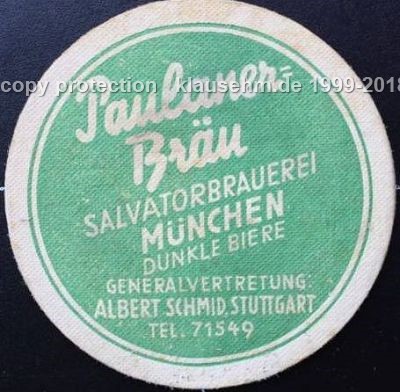 copy protection / klausehm.de 1999-2018
Paulaner-
Bräu
SALVATORBRAUEREI
MÜNCHEN
DUNKLE BIERE
GENERALVERTRETUNG:
ALBERT SCHMID, STUTTGART
TEL. 71549